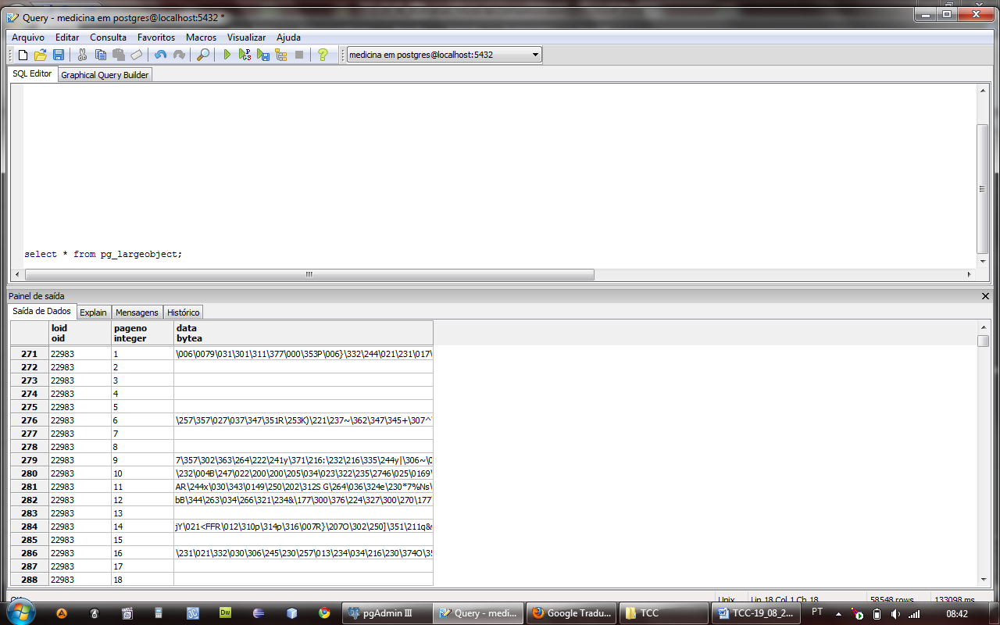 Query - medicina em postgres@localhost:5432 *
Arquivo Editar Consulta Favoritos Macros Visualizar Ajuda
medicina em postgres@localhost:5432
SQL Editor Graphical Query Builder
select * from pg_largeobject;
Painel de saída
Saída de Dados Explain Mensagens Histórico
loid pageno data
oid integer bytea
271 22983 1 \006\0079\031\301\311\377\000\353P\006}\332\244\021\231\017\
272 22983 2
273 22983 3
274 22983 4
275 22983 5
276 22983 6 \257\357\027\037\347\351R\253K)\221\237~\362\347\345+\307^
277 22983 7
278 22983 8
279 22983 9 7\357\302\363\264\222\241y\371\216:\232\216\335\244y|\306~\0
280 22983 10 \232\004B\247\022\200\200\205\034\023\322\235\2746\025\0169\
281 22983 11 AR\244x\030\343\0149\250\202\312S G\264\036\324e\230*7%Ns\
282 22983 12 bB\344\263\034\266\321\234&\177\300\376\224\327\300\270\177
283 22983 13
284 22983 14 jY\021<FFR\012\310p\314p\316\007R}\207O\302\250]\351\211q&
285 22983 15
286 22983 16 \231\021\332\030\306\245\230\257\013\234\034\216\230\374O\35
287 22983 17
288 22983 18
Unix Lin 18 Col 1 Ch 18 58548 rows 133098 ms
pgAdmin III Query - medi... Google Tradu... TCC TCC-19_08_2... PT 08:42